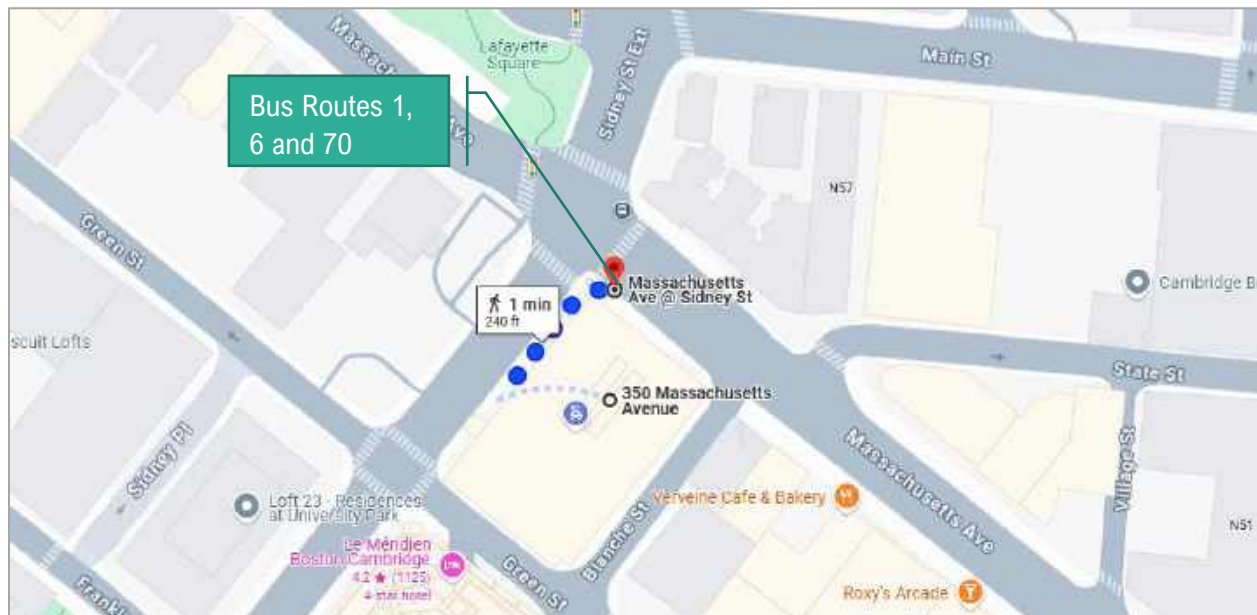 Massachusetts Ave
Lafayette
Square
Sidney St Ext
Main St
Bus Routes 1,
6 and 70
N57
Green St
Massachusetts
Ave @ Sidney St
1 min
240 ft
Cambridge B
scuit Lofts
State St
350 Massachusetts
Avenue
Sidney Pl
Massachusetts Ave
Village St
Verveine Cafe & Bakery
Loft 23 - Residences
at University Park
N51
Blanche St
Le Méridien
Boston Cambridge
4.2 ★ (1125)
4-star hotel
Green St
Frankl
Roxy's Arcade